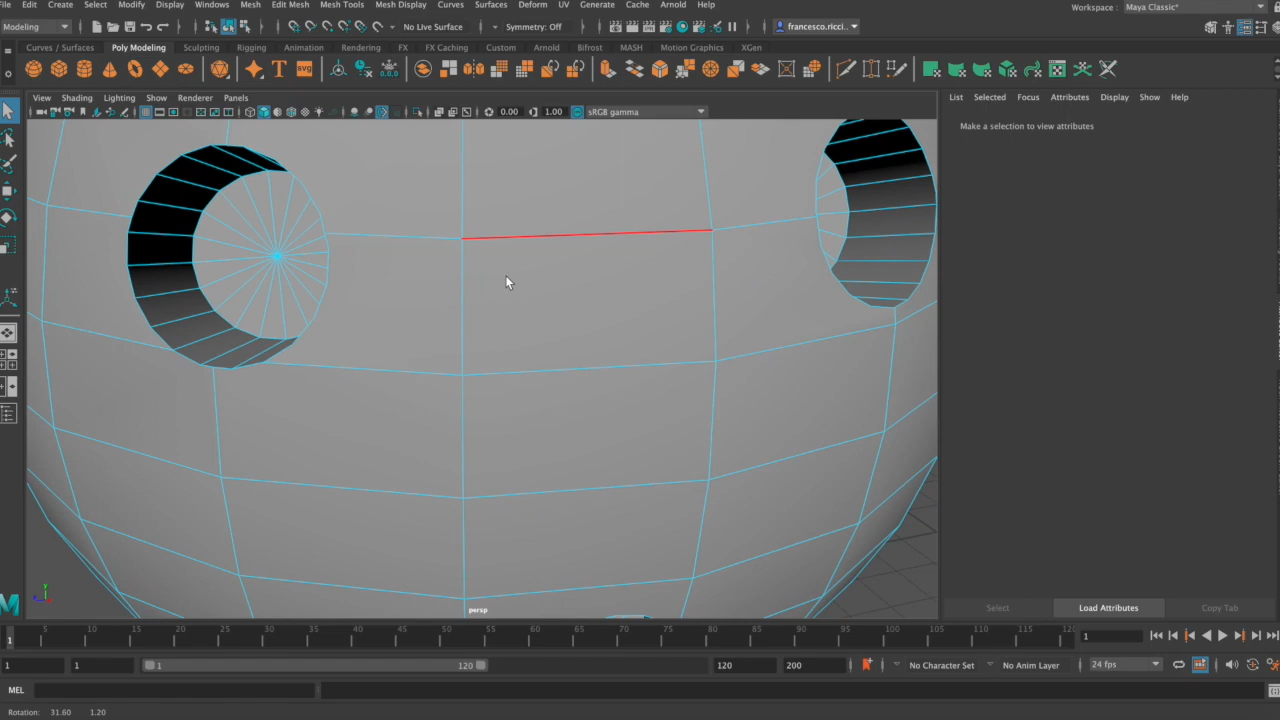 File Edit Create Select Modify Display Windows Mesh Edit Mesh Mesh Tools Mesh Display Curves Surfaces Deform UV Generate Cache Arnold Help Workspace : Maya Classic*
Modeling No Live Surface Symmetry: Off francesco.ricci...
Curves / Surfaces Poly Modeling Sculpting Rigging Animation Rendering FX FX Caching Custom Arnold Bifrost MASH Motion Graphics XGen
SVG
View Shading Lighting Show Renderer Panels List Selected Focus Attributes Display Show Help
0.00 1.00 sRGB gamma
Make a selection to view attributes
persp
Select Load Attributes Copy Tab
1 5 10 15 20 25 30 35 40 45 50 55 60 65 70 75 80 85 90 95 100 105 110 115 120 1
1 1 1 120 120 200 No Character Set No Anim Layer 24 fps
MEL
Rotation: 31.60 1.20